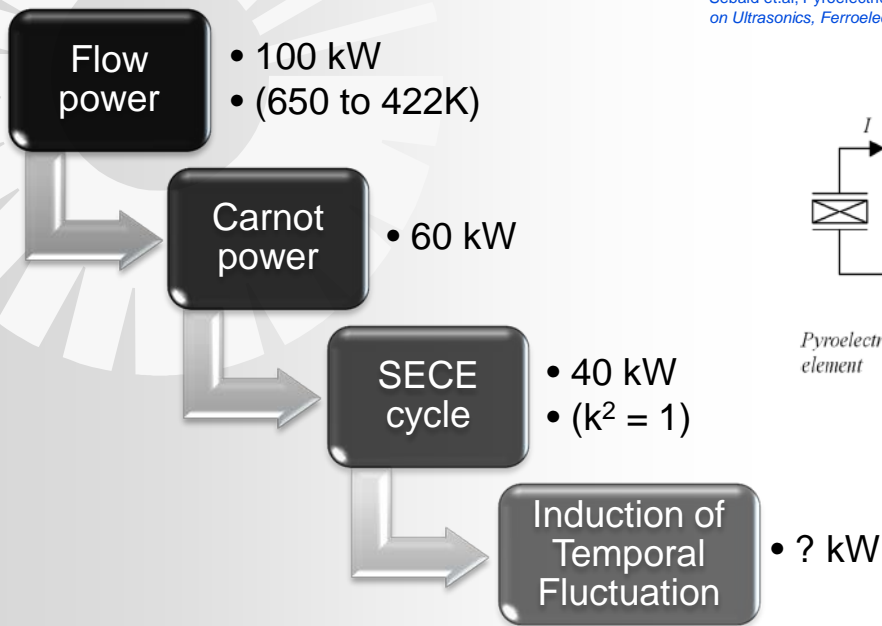 on Ultrasonics, Ferroele
Flow
power
• 100 kW
• (650 to 422K)
Carnot
power
• 60 kW
SECE
cycle
• 40 kW
• (k² = 1)
Induction of
Temporal
Fluctuation
• ? kW
I
Pyroelectr
element